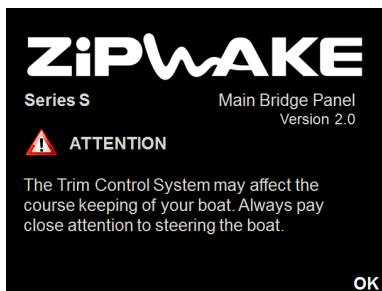 ZiPWAKE
Series S Main Bridge Panel
Version 2.0
ATTENTION
The Trim Control System may affect the
course keeping of your boat. Always pay
close attention to steering the boat.
OK